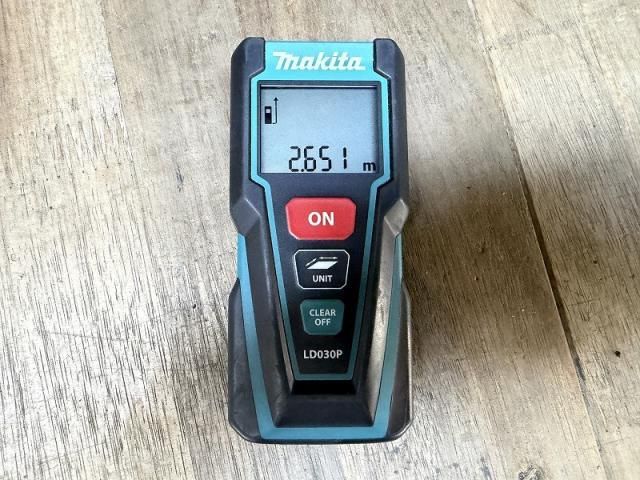 makita
2.651 m
ON
UNIT
CLEAR
OFF
LD030P